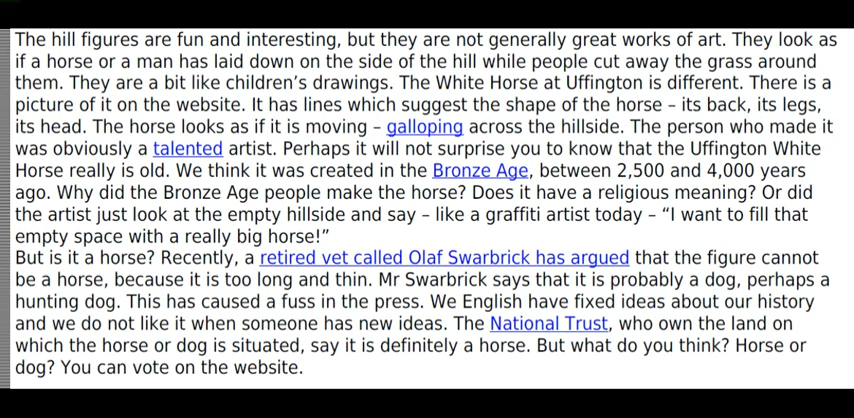 The hill figures are fun and interesting, but they are not generally great works of art. They look as
if a horse or a man has laid down on the side of the hill while people cut away the grass around
them. They are a bit like children’s drawings. The White Horse at Uffington is different. There is a
picture of it on the website. It has lines which suggest the shape of the horse – its back, its legs,
its head. The horse looks as if it is moving – galloping across the hillside. The person who made it
was obviously a talented artist. Perhaps it will not surprise you to know that the Uffington White
Horse really is old. We think it was created in the Bronze Age, between 2,500 and 4,000 years
ago. Why did the Bronze Age people make the horse? Does it have a religious meaning? Or did
the artist just look at the empty hillside and say – like a graffiti artist today – “I want to fill that
empty space with a really big horse!”
But is it a horse? Recently, a retired vet called Olaf Swarbrick has argued that the figure cannot
be a horse, because it is too long and thin. Mr Swarbrick says that it is probably a dog, perhaps a
hunting dog. This has caused a fuss in the press. We English have fixed ideas about our history
and we do not like it when someone has new ideas. The National Trust, who own the land on
which the horse or dog is situated, say it is definitely a horse. But what do you think? Horse or
dog? You can vote on the website.